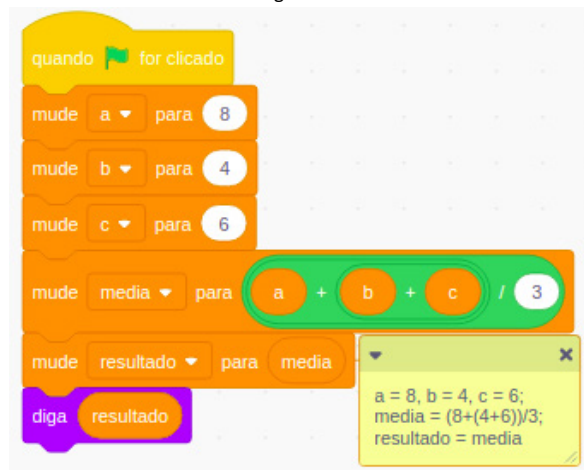 quando for clicado
mude a para 8
mude b para 4
mude c para 6
mude media para a + b + c / 3
mude resultado para media
diga resultado
a = 8, b = 4, c = 6;
media = (8+(4+6))/3;
resultado = media